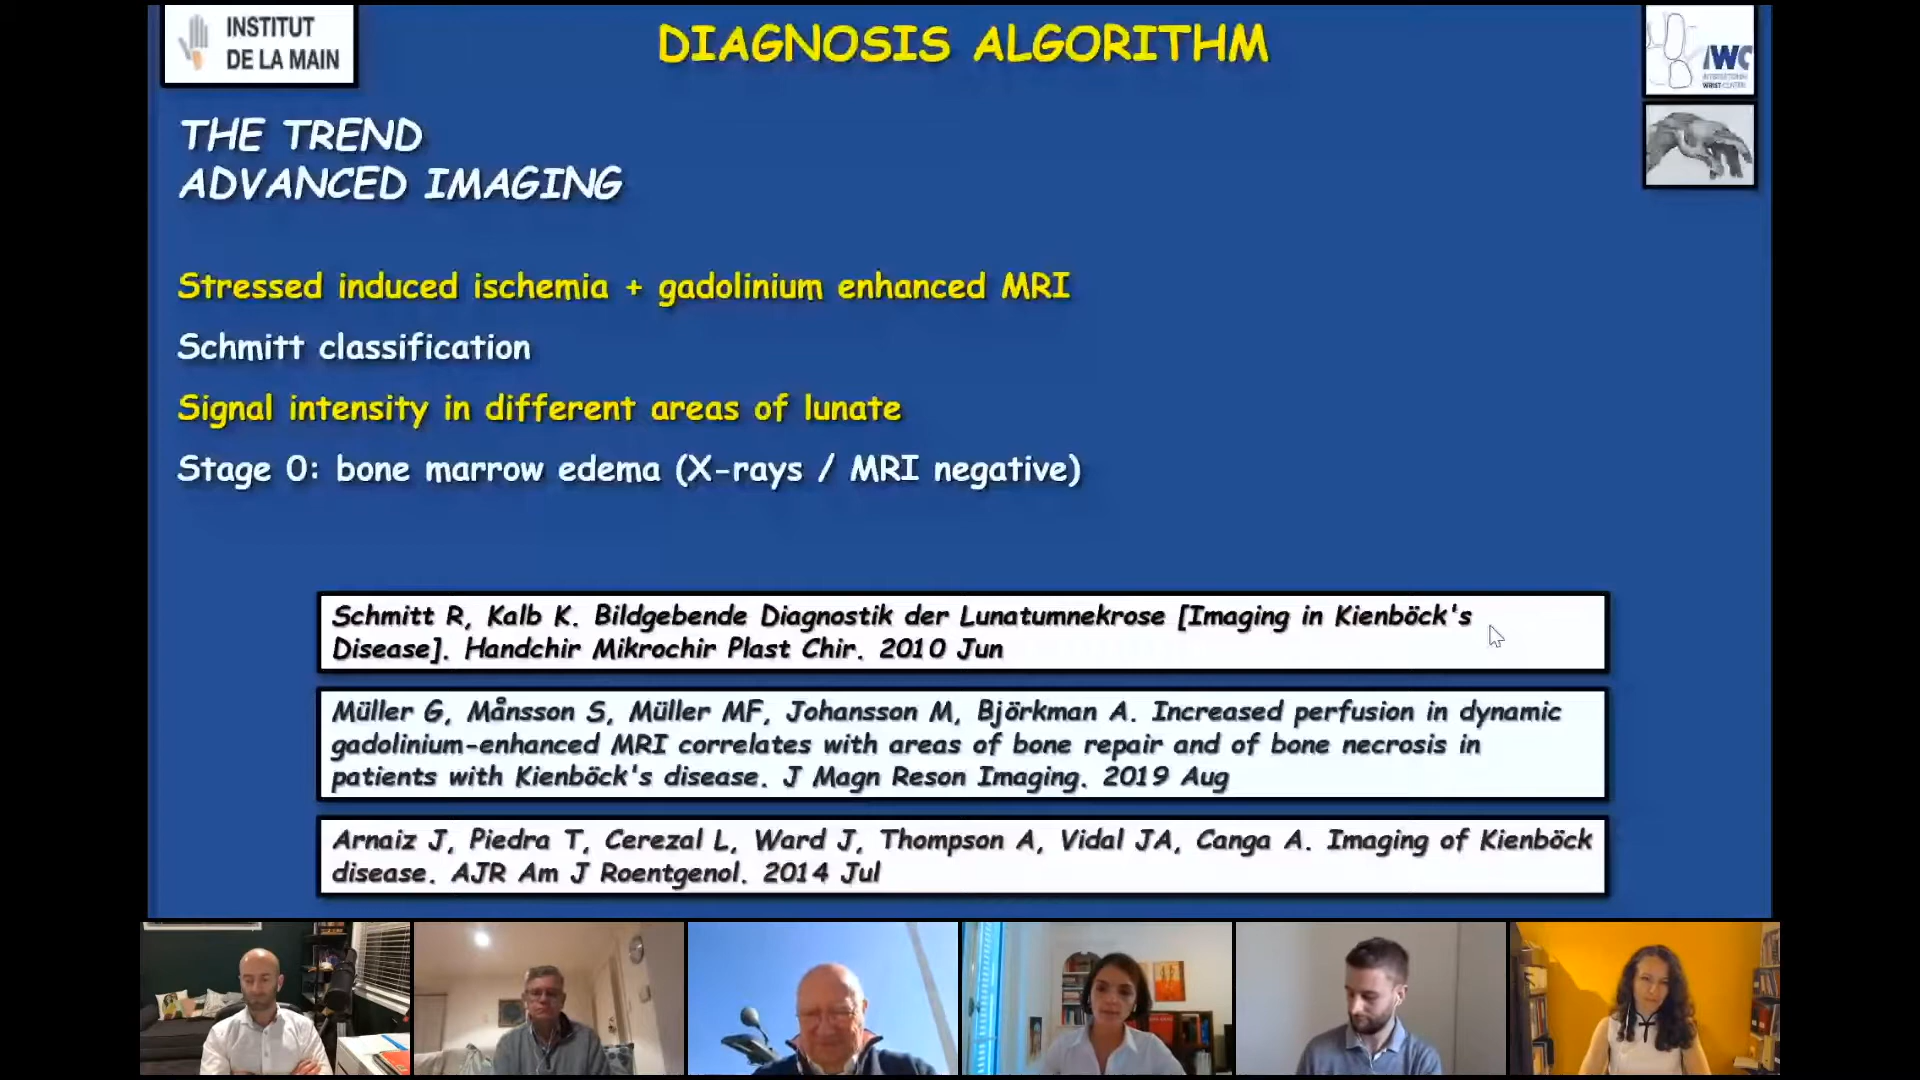 INSTITUT
DE LA MAIN
DIAGNOSIS ALGORITHM
IWC
WRIST CENTER
THE TREND
ADVANCED IMAGING
Stressed induced ischemia + gadolinium enhanced MRI
Schmitt classification
Signal intensity in different areas of lunate
Stage 0: bone marrow edema (X-rays / MRI negative)
Schmitt R, Kalb K. Bildgebende Diagnostik der Lunatumnekrose [Imaging in Kienböck's
Disease]. Handchir Mikrochir Plast Chir. 2010 Jun
Müller G, Månsson S, Müller MF, Johansson M, Björkman A. Increased perfusion in dynamic
gadolinium-enhanced MRI correlates with areas of bone repair and of bone necrosis in
patients with Kienböck's disease. J Magn Reson Imaging. 2019 Aug
Arnaiz J, Piedra T, Cerezal L, Ward J, Thompson A, Vidal JA, Canga A. Imaging of Kienböck
disease. AJR Am J Roentgenol. 2014 Jul